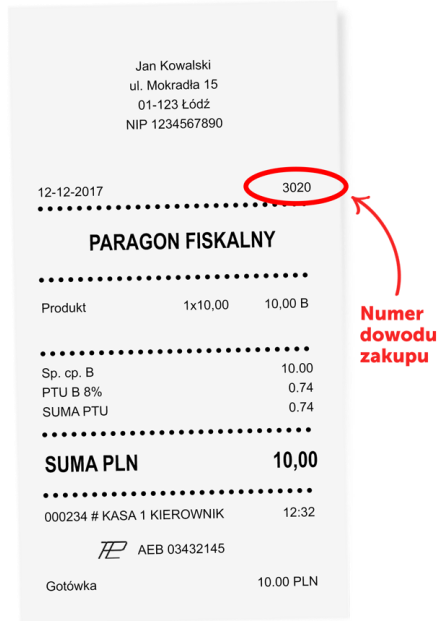 Jan Kowalski
ul. Mokradła 15
01-123 Łódź
NIP 1234567890
12-12-2017 3020
PARAGON FISKALNY
Produkt 1x10,00 10,00 B
Numer
dowodu
zakupu
Sp. cp. B 10.00
PTU B 8% 0.74
SUMA PTU 0.74
SUMA PLN 10,00
000234 # KASA 1 KIEROWNIK 12:32
AEB 03432145
Gotówka 10.00 PLN